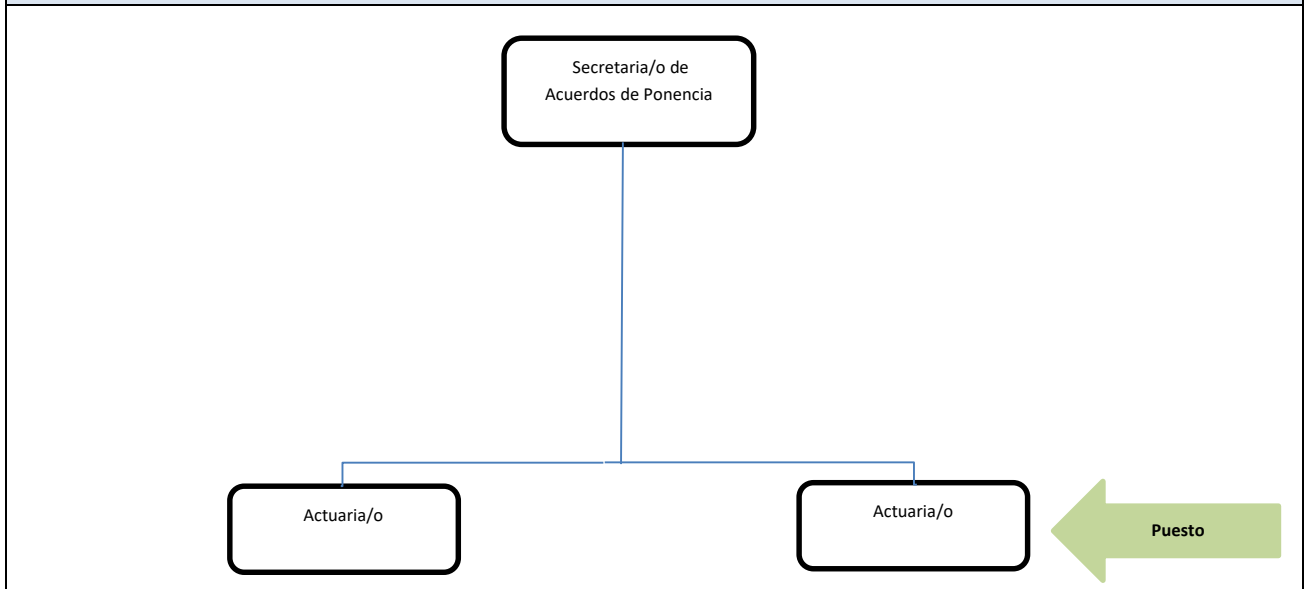 Secretaria/o de
Acuerdos de Ponencia
Actuaria/o
Actuaria/o
Puesto